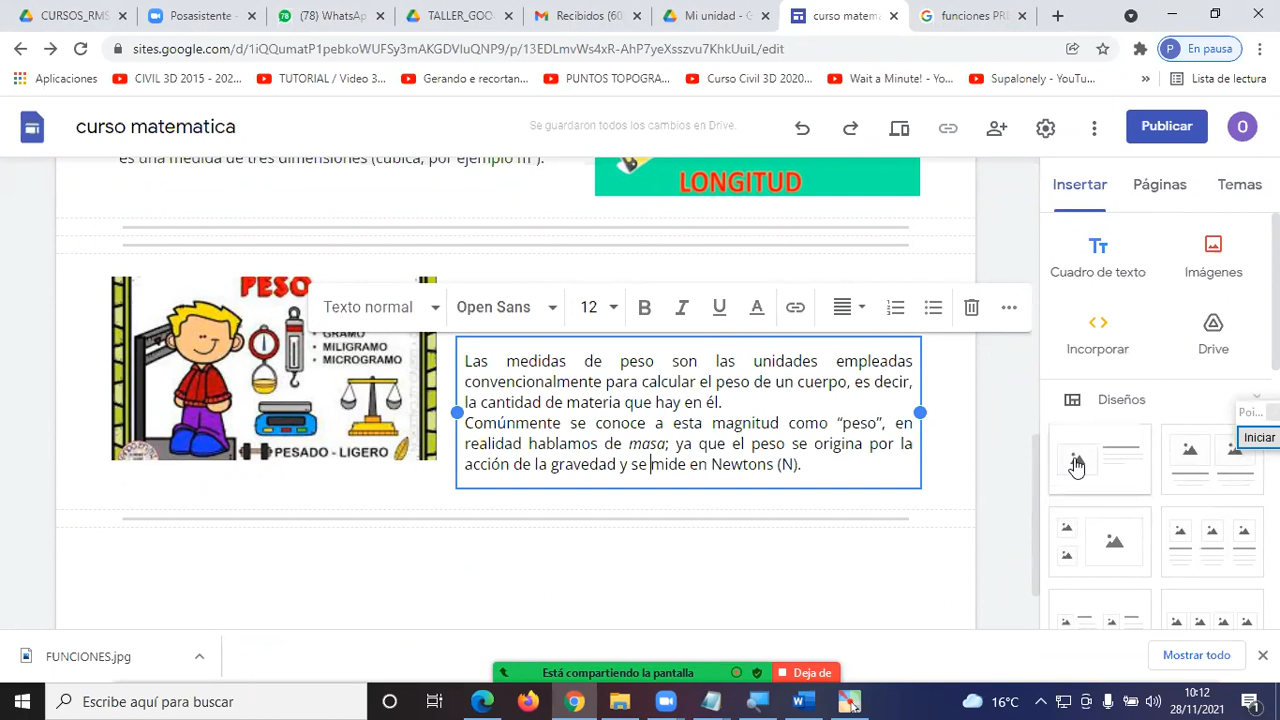 CURSOS_
Posasistente -
(78) WhatsApp
TALLER_GOC
Recibidos (60
Mi unidad - G
curso matema
funciones PRI
sites.google.com/d/1iQQumatP1pebkoWUFSy3mAKGDVluQNP9/p/13EDLmvWs4xR-AhP7yeXsszvu7KhkUuiL/edit
P En pausa
Aplicaciones
CIVIL 3D 2015 - 202...
TUTORIAL / Video 3...
Gerando e recortan...
PUNTOS TOPOGRA...
Curso Civil 3D 2020...
Wait a Minute! - Yo...
Supalonely - YouTu...
»
Lista de lectura
curso matematica
Se guardaron todos los cambios en Drive.
Publicar
O
es una medida de tres dimensiones (cúbica, por ejemplo m
LONGITUD
Insertar
Páginas
Temas
Tт
Cuadro de texto
Imágenes
Incorporar
Drive
Diseños
Poi...
Iniciar
PESO
GRAMO
• MILIGRAMO
• MICROGRAMO
PESADO - LIGERO
Texto normal
Open Sans
12
B
I
U
A
Las medidas de peso son las unidades empleadas
convencionalmente para calcular el peso de un cuerpo, es decir,
la cantidad de materia que hay en él.
Comúnmente se conoce a esta magnitud como “peso”, en
realidad hablamos de masa; ya que el peso se origina por la
acción de la gravedad y se mide en Newtons (N).
FUNCIONES.jpg
Mostrar todo
Está compartiendo la pantalla
Deja de
Escribe aquí para buscar
16°C
10:12
28/11/2021